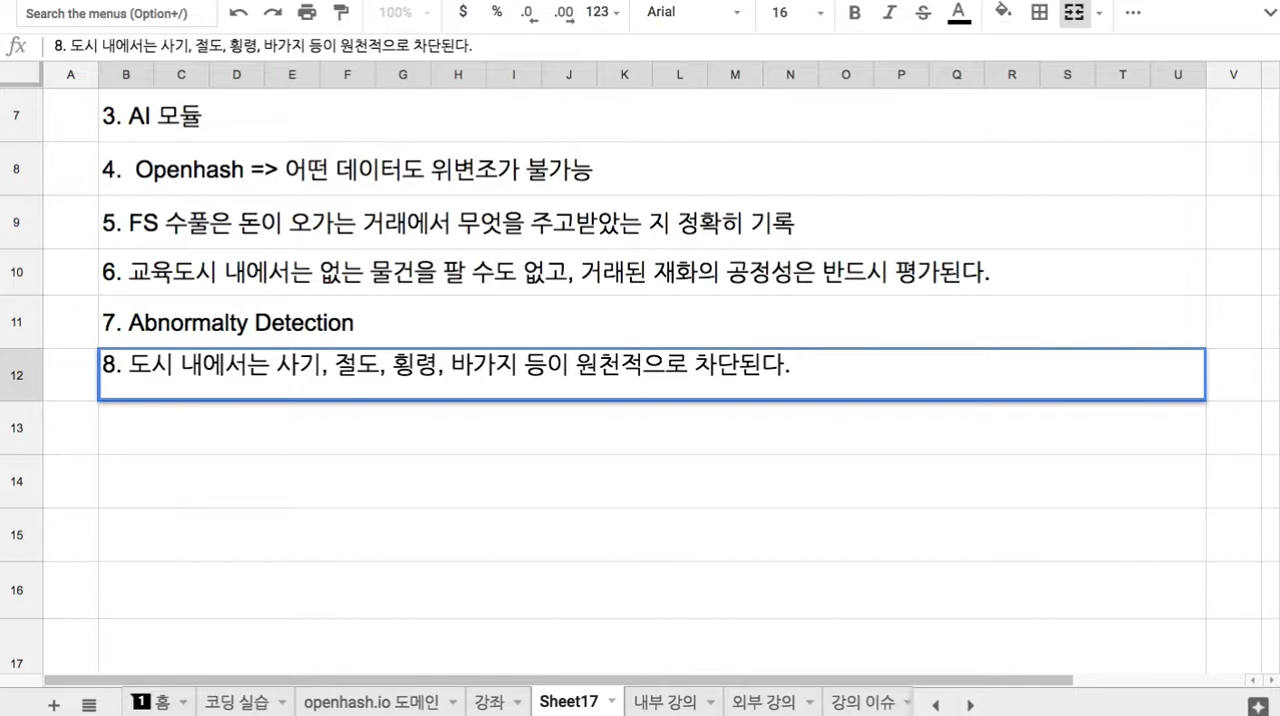 Search the menus (Option+/) 100% $ % .0 .00 123 Arial 16 B I S A ...
fx 8. 도시 내에서는 사기, 절도, 횡령, 바가지 등이 원천적으로 차단된다.
A B C D E F G H I J K L M N O P Q R S T U V
7 3. AI 모듈
8 4. Openhash => 어떤 데이터도 위변조가 불가능
9 5. FS 수풀은 돈이 오가는 거래에서 무엇을 주고받았는 지 정확히 기록
10 6. 교육도시 내에서는 없는 물건을 팔 수도 없고, 거래된 재화의 공정성은 반드시 평가된다.
11 7. Abnormalty Detection
12 8. 도시 내에서는 사기, 절도, 횡령, 바가지 등이 원천적으로 차단된다.
13
14
15
16
17
+ 1 홈 코딩 실습 openhash.io 도메인 강좌 Sheet17 내부 강의 외부 강의 강의 이슈